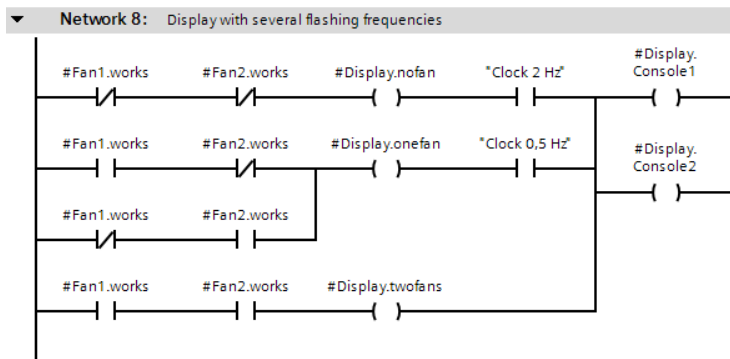 Network 8: Display with several flashing frequencies
#Display.
Console1
#Fan1.works #Fan2.works #Display.nofan "Clock 2 Hz"
#Fan1.works #Fan2.works #Display.onefan "Clock 0,5 Hz"
#Display.
Console2
#Fan1.works #Fan2.works
#Fan1.works #Fan2.works #Display.twofans